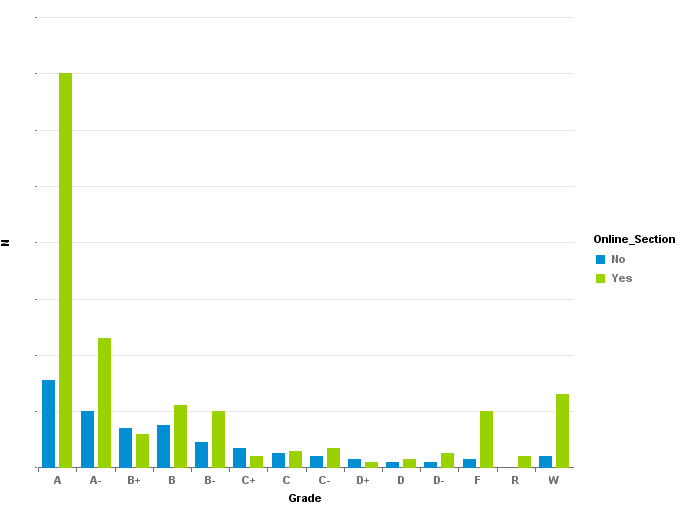 N
Online_Section
No
Yes
A A- B+ B B- C+ C C- D+ D D- F R W
Grade